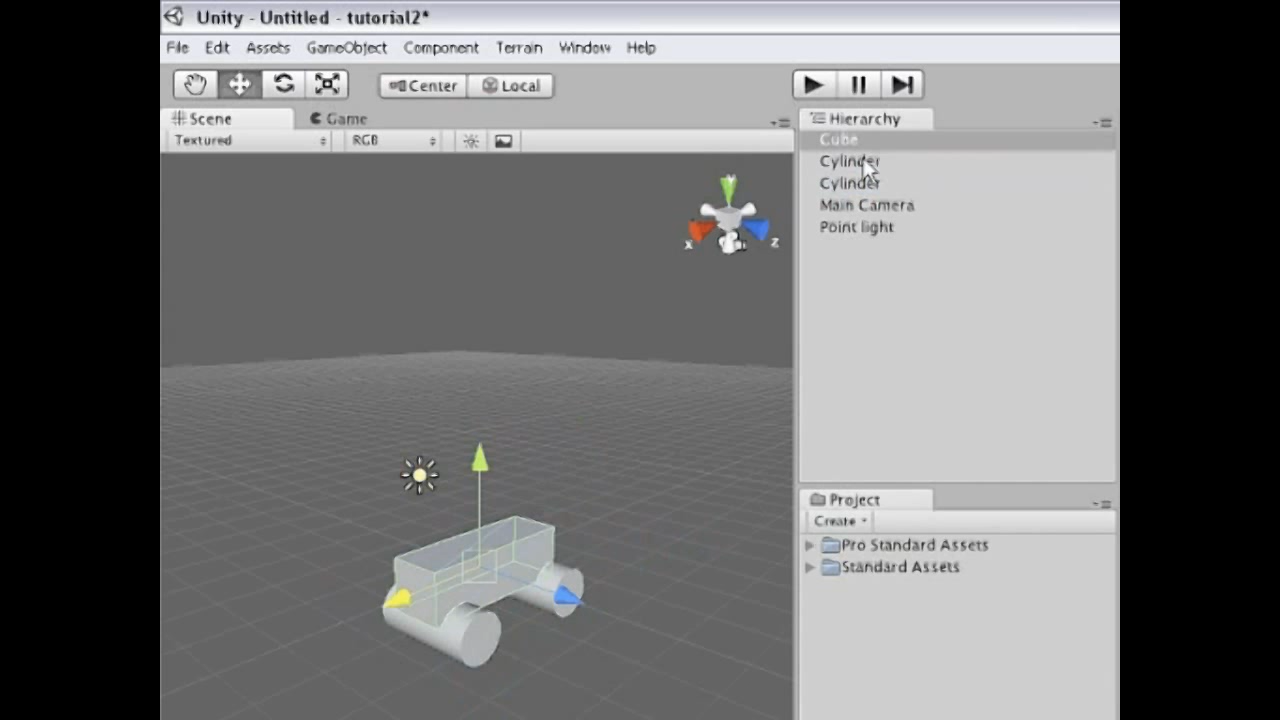 Unity - Untitled - tutorial2*
File Edit Assets GameObject Component Terrain Window Help
Center Local
Scene Game
Textured RGB
y
x z
Hierarchy
Cube
Cylinder
Cylinder
Main Camera
Point light
Project
Create
Pro Standard Assets
Standard Assets